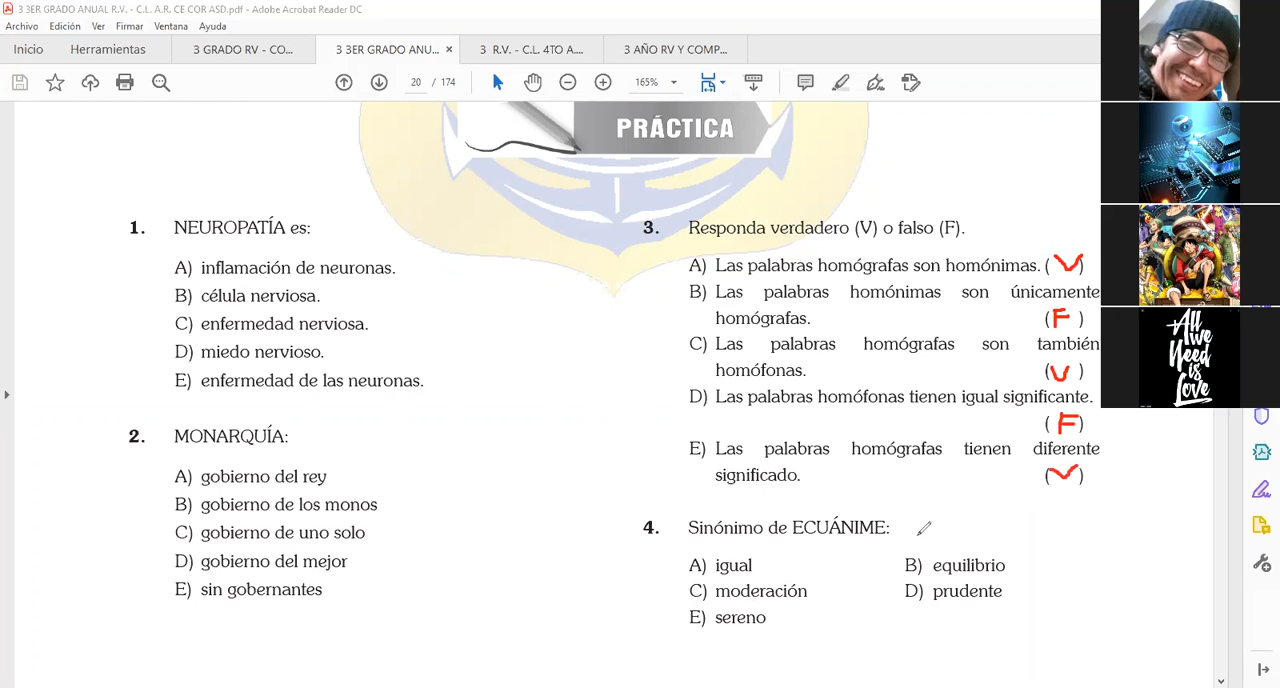 3 3ER GRADO ANUAL R.V. - C.L. A.R. CE COR ASD.pdf - Adobe Acrobat Reader DC
Archivo Edición Ver Firmar Ventana Ayuda
Inicio Herramientas 3 GRADO RV - CO... 3 3ER GRADO ANU... × 3 R.V. - C.L. 4TO A.... 3 AÑO RV Y COMP...
20 / 174 165%
PRÁCTICA
1. NEUROPATÍA es:
A) inflamación de neuronas.
B) célula nerviosa.
C) enfermedad nerviosa.
D) miedo nervioso.
E) enfermedad de las neuronas.
2. MONARQUÍA:
A) gobierno del rey
B) gobierno de los monos
C) gobierno de uno solo
D) gobierno del mejor
E) sin gobernantes
3. Responda verdadero (V) o falso (F).
A) Las palabras homógrafas son homónimas. ( V )
B) Las palabras homónimas son únicamente
homógrafas. ( F )
C) Las palabras homógrafas son también
homófonas. ( V )
D) Las palabras homófonas tienen igual significante.
( F )
E) Las palabras homógrafas tienen diferente
significado. ( V )
4. Sinónimo de ECUÁNIME:
A) igual B) equilibrio
C) moderación D) prudente
E) sereno
All
we
Need
is
Love